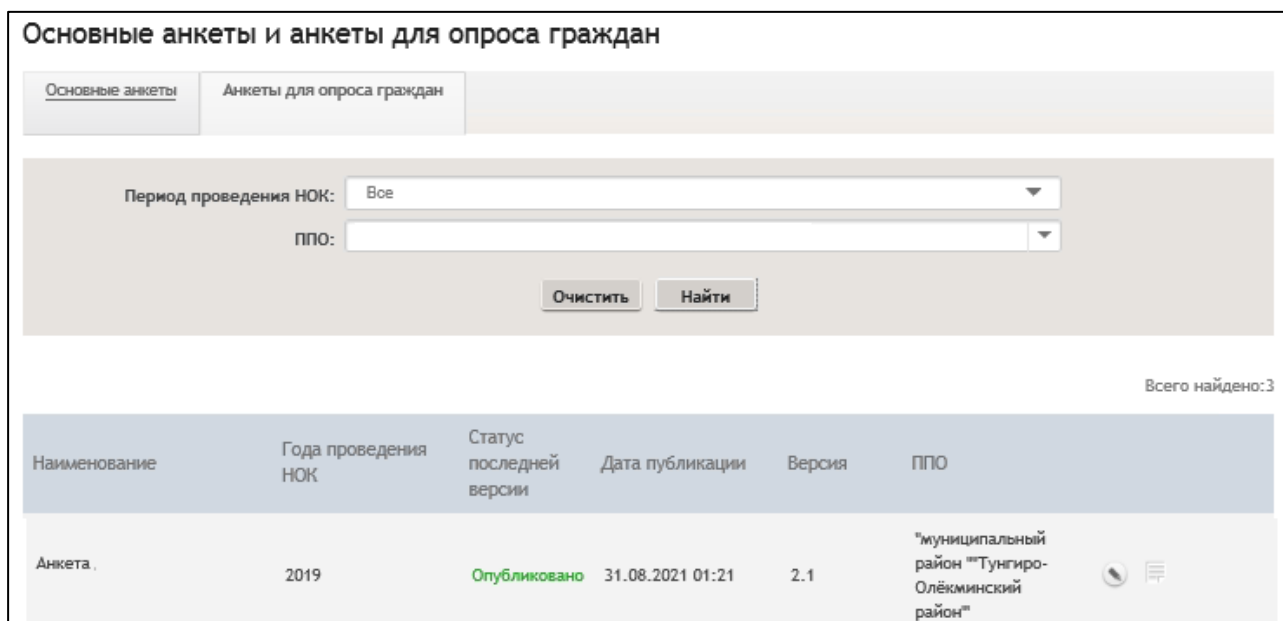 Основные анкеты и анкеты для опроса граждан
Основные анкеты
Анкеты для опроса граждан
Период проведения НОК:
Все
ППО:
Очистить
Найти
Всего найдено:3
Наименование
Года проведения
НОК
Статус
последней
версии
Дата публикации
Версия
ППО
Анкета
2019
Опубликовано
31.08.2021 01:21
2.1
"муниципальный
район ""Тунгиро-
Олёкминский
район"